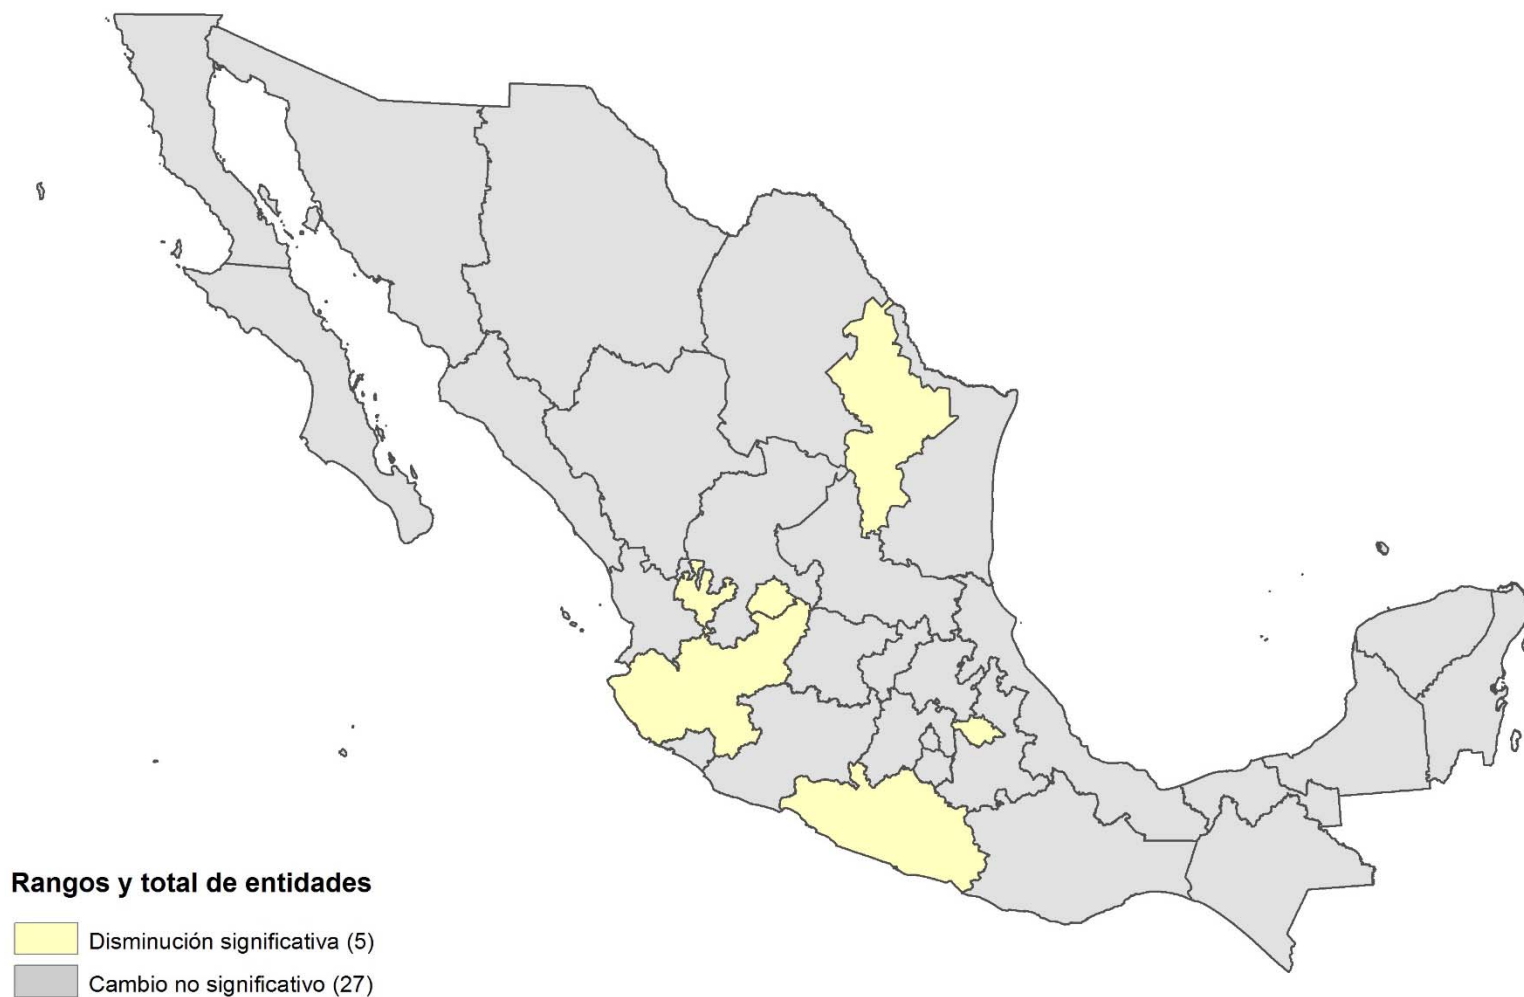 Rangos y total de entidades
Disminución significativa (5)
Cambio no significativo (27)